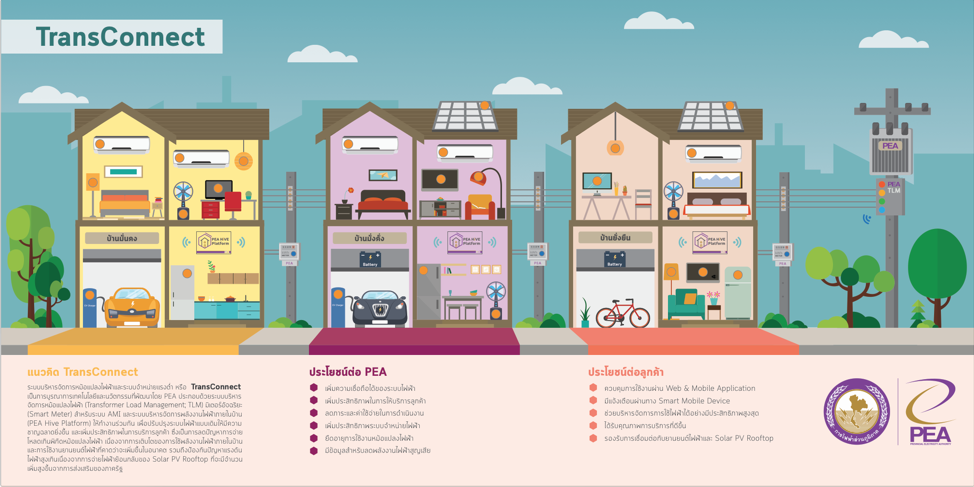 TransConnect
PEA
PEA
TLM
บ้านมั่นคง
PEA HiVE
Platform
บ้านมั่งคั่ง
PEA HiVE
Platform
บ้านยั่งยืน
PEA HiVE
Platform
Battery
Battery
PEA
PEA
PEA
แนวคิด TransConnect
ระบบบริหารจัดการหม้อแปลงไฟฟ้าและระบบจำหน่ายแรงต่ำ หรือ TransConnect
เป็นการบูรณาการเทคโนโลยีและนวัตกรรมที่พัฒนาโดย PEA ประกอบด้วยระบบบริหาร
จัดการหม้อแปลงไฟฟ้า (Transformer Load Management; TLM) มิเตอร์อัจฉริยะ
(Smart Meter) สำหรับระบบ AMI และระบบบริหารจัดการพลังงานไฟฟ้าภายในบ้าน
(PEA Hive Platform) ให้ทำงานร่วมกัน เพื่อปรับปรุงระบบไฟฟ้าแบบเดิมให้มีความ
ชาญฉลาดยิ่งขึ้น และเพิ่มประสิทธิภาพในการบริการลูกค้า ซึ่งเป็นการลดปัญหาการจ่าย
โหลดเกินพิกัดหม้อแปลงไฟฟ้า เนื่องจากการเติบโตของการใช้พลังงานไฟฟ้าภายในบ้าน
และการใช้งานยานยนต์ไฟฟ้าที่คาดว่าจะเพิ่มขึ้นในอนาคต รวมถึงป้องกันปัญหาแรงดัน
ไฟฟ้าสูงเกินเนื่องจากการจ่ายไฟย้อนกลับของ Solar PV Rooftop ที่จะมีจำนวน
เพิ่มสูงขึ้นจากการส่งเสริมของภาครัฐ
ประโยชน์ต่อ PEA
เพิ่มความเชื่อถือได้ของระบบไฟฟ้า
เพิ่มประสิทธิภาพในการให้บริการลูกค้า
ลดภาระและค่าใช้จ่ายในการดำเนินงาน
เพิ่มประสิทธิภาพระบบจำหน่ายไฟฟ้า
ยืดอายุการใช้งานหม้อแปลงไฟฟ้า
มีข้อมูลสำหรับลดพลังงานไฟฟ้าสูญเสีย
ประโยชน์ต่อลูกค้า
ควบคุมการใช้งานผ่าน Web & Mobile Application
แจ้งเตือนผ่านทาง Smart Mobile Device
ช่วยบริหารจัดการการใช้ไฟฟ้าได้อย่างมีประสิทธิภาพสูงสุด
ได้รับคุณภาพการบริการที่ดีขึ้น
รองรับการเชื่อมต่อกับยานยนต์ไฟฟ้าและ Solar PV Rooftop
การไฟฟ้าส่วนภูมิภาค
PEA
PROVINCIAL ELECTRICITY AUTHORITY